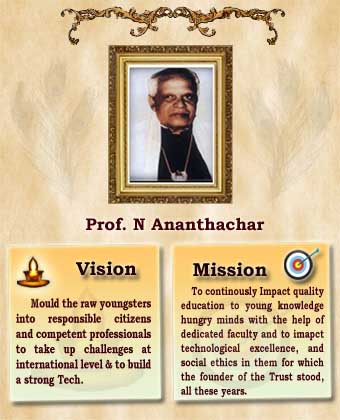 Prof. N Ananthachar
Vision
Mould the raw youngsters
into responsible citizens
and competent professionals
to take up challenges at
international level & to build
a strong Tech.
Mission
To continously Impact quality
education to young knowledge
hungry minds with the help of
dedicated faculty and to imapct
technological excellence, and
social ethics in them for which
the founder of the Trust stood,
all these years.